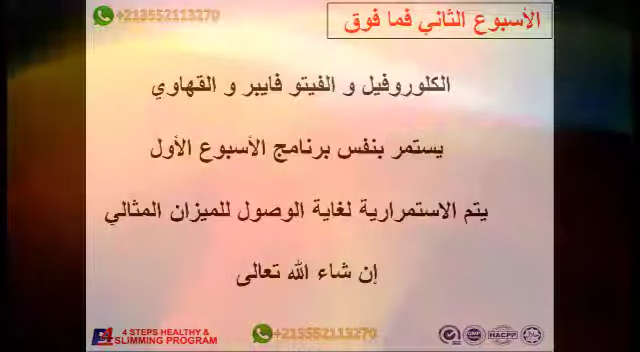 +213552113270
الأسبوع الثاني فما فوق
الكلوروفيل و الفيتو فايبر و القهاوي
يستمر بنفس برنامج الأسبوع الأول
يتم الاستمرارية لغاية الوصول للميزان المثالي
إن شاء الله تعالى
4 STEPS HEALTHY &
SLIMMING PROGRAM
+213552113270
GMP
HACCP